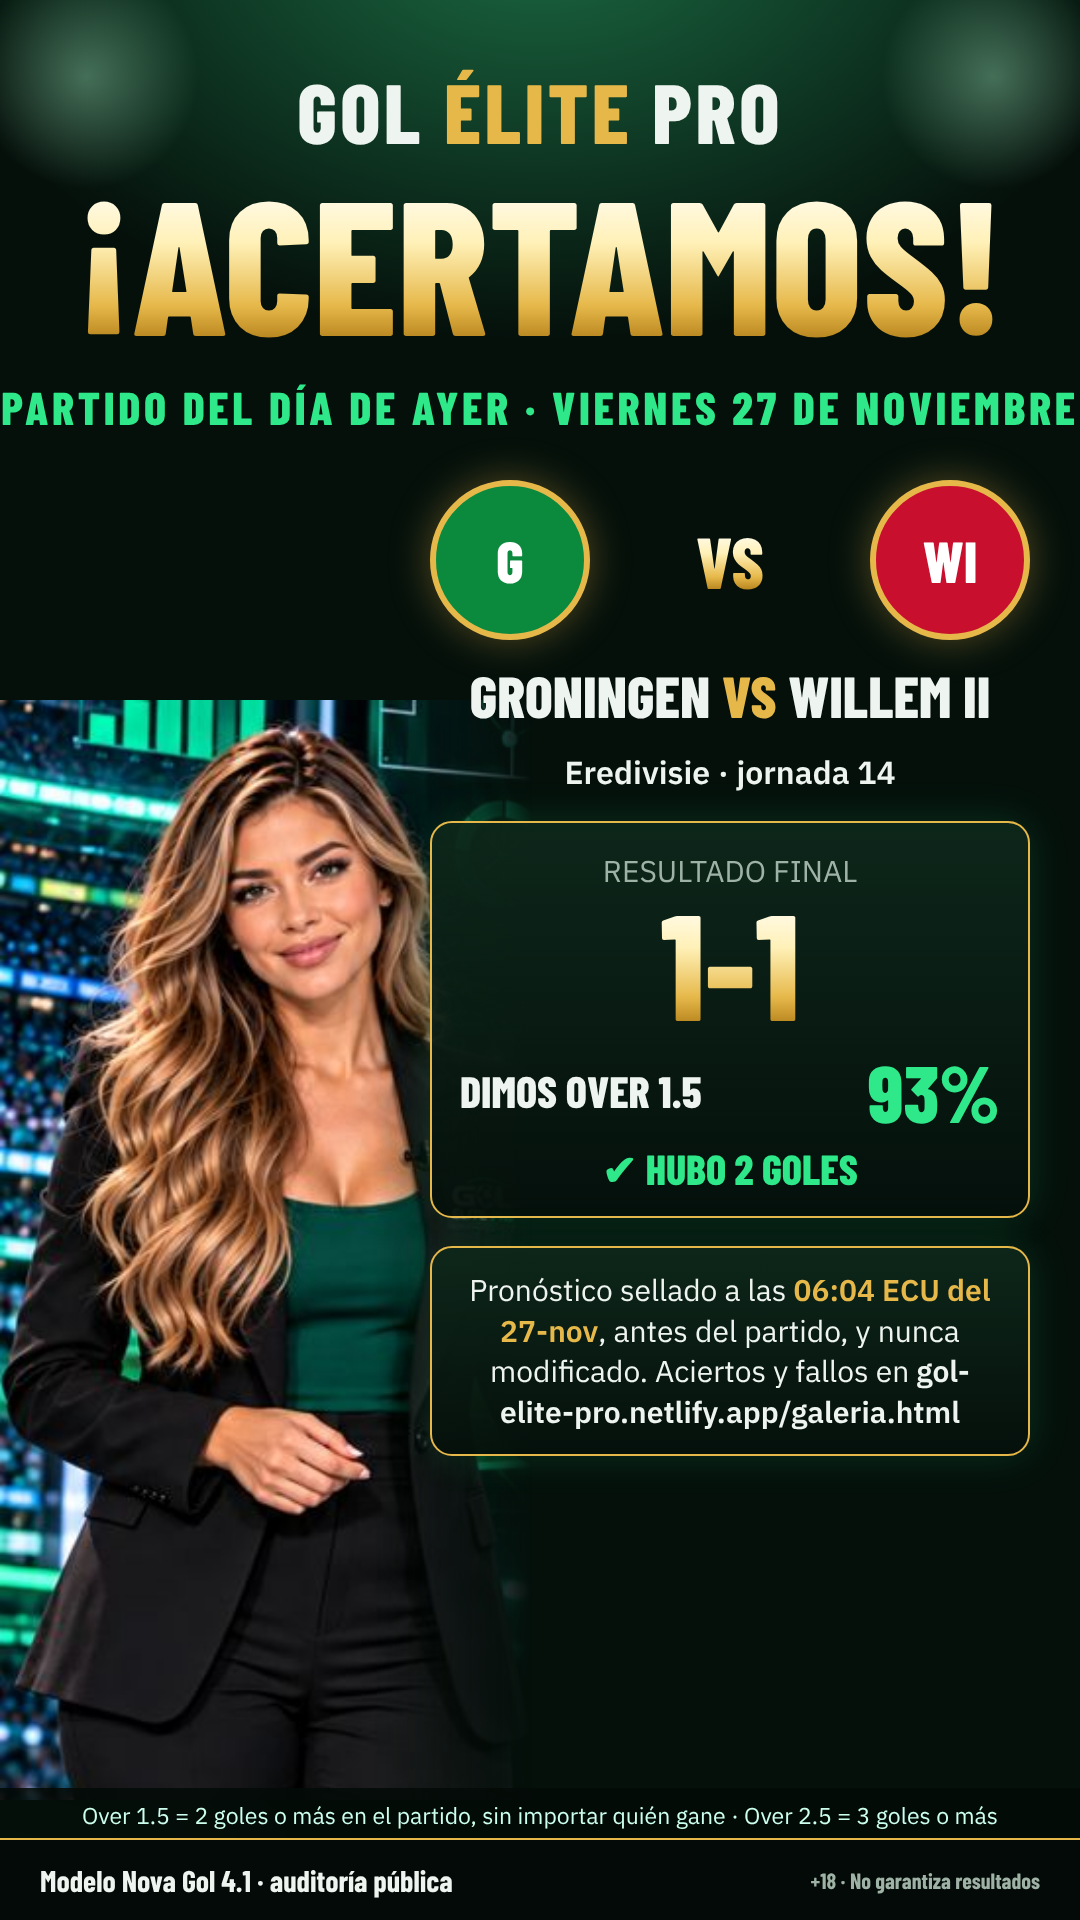 GOL ÉLITE PRO
¡ACERTAMOS!
PARTIDO DEL DÍA DE AYER · VIERNES 27 DE NOVIEMBRE
G
VS
WI
GRONINGEN VS WILLEM II
Eredivisie · jornada 14
RESULTADO FINAL
1-1
DIMOS OVER 1.5
93%
✔ HUBO 2 GOLES
Pronóstico sellado a las 06:04 ECU del
27-nov, antes del partido, y nunca
modificado. Aciertos y fallos en gol-
elite-pro.netlify.app/galeria.html
Over 1.5 = 2 goles o más en el partido, sin importar quién gane · Over 2.5 = 3 goles o más
Modelo Nova Gol 4.1 · auditoría pública
+18 · No garantiza resultados